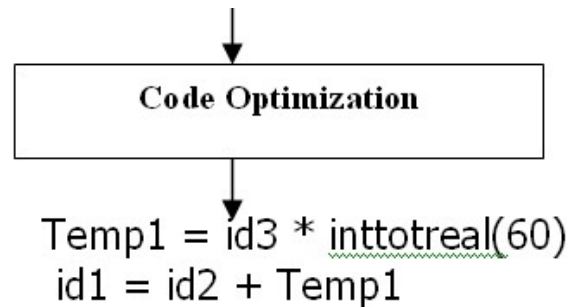 Code Optimization
Temp1 = id3 * inttotreal(60)
id1 = id2 + Temp1